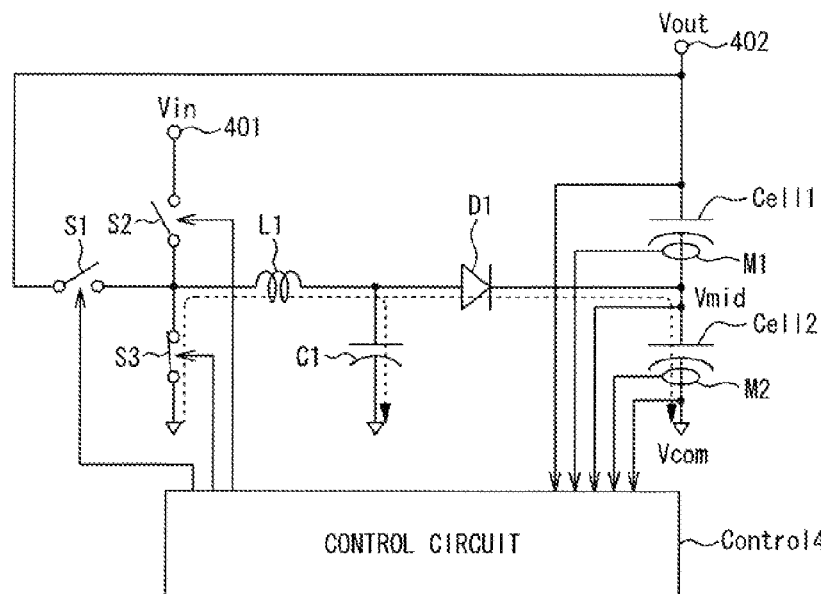 Vout
402
Vin
401
S1
S2
L1
D1
Cell1
M1
Vmid
Cell2
S3
C1
M2
Vcom
CONTROL CIRCUIT
Control4